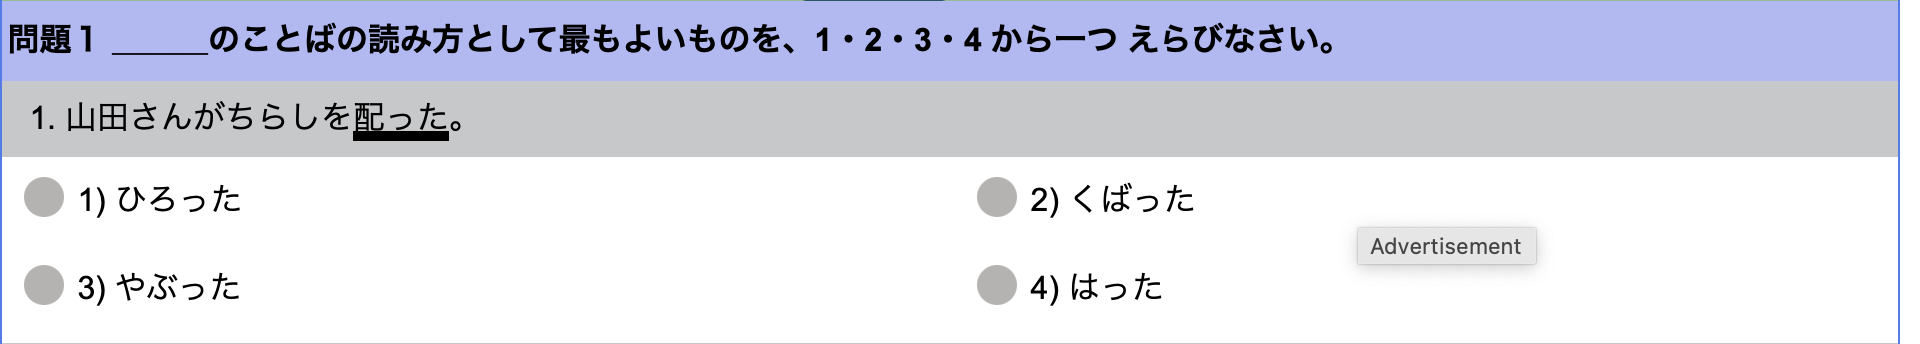 問題１ ______のことばの読み方として最もよいものを、1・2・3・4 から一つ えらびなさい。
1. 山田さんがちらしを配った。
1) ひろった
2) くばった
Advertisement
3) やぶった
4) はった